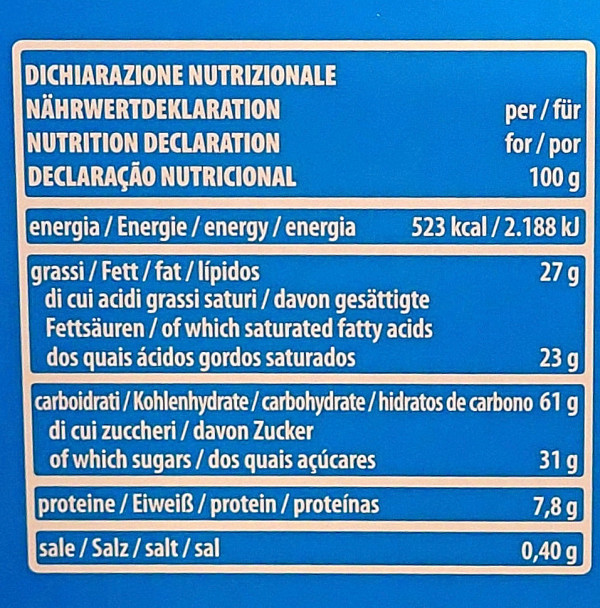 DICHIARAZIONE NUTRIZIONALE
NÄHRWERTDEKLARATION per / für
NUTRITION DECLARATION for / por
DECLARAÇÃO NUTRICIONAL 100 g
energia / Energie / energy / energia 523 kcal / 2.188 kJ
grassi / Fett / fat / lípidos 27 g
di cui acidi grassi saturi / davon gesättigte
Fettsäuren / of which saturated fatty acids
dos quais ácidos gordos saturados 23 g
carboidrati / Kohlenhydrate / carbohydrate / hidratos de carbono 61 g
di cui zuccheri / davon Zucker
of which sugars / dos quais açúcares 31 g
proteine / Eiweiß / protein / proteínas 7,8 g
sale / Salz / salt / sal 0,40 g